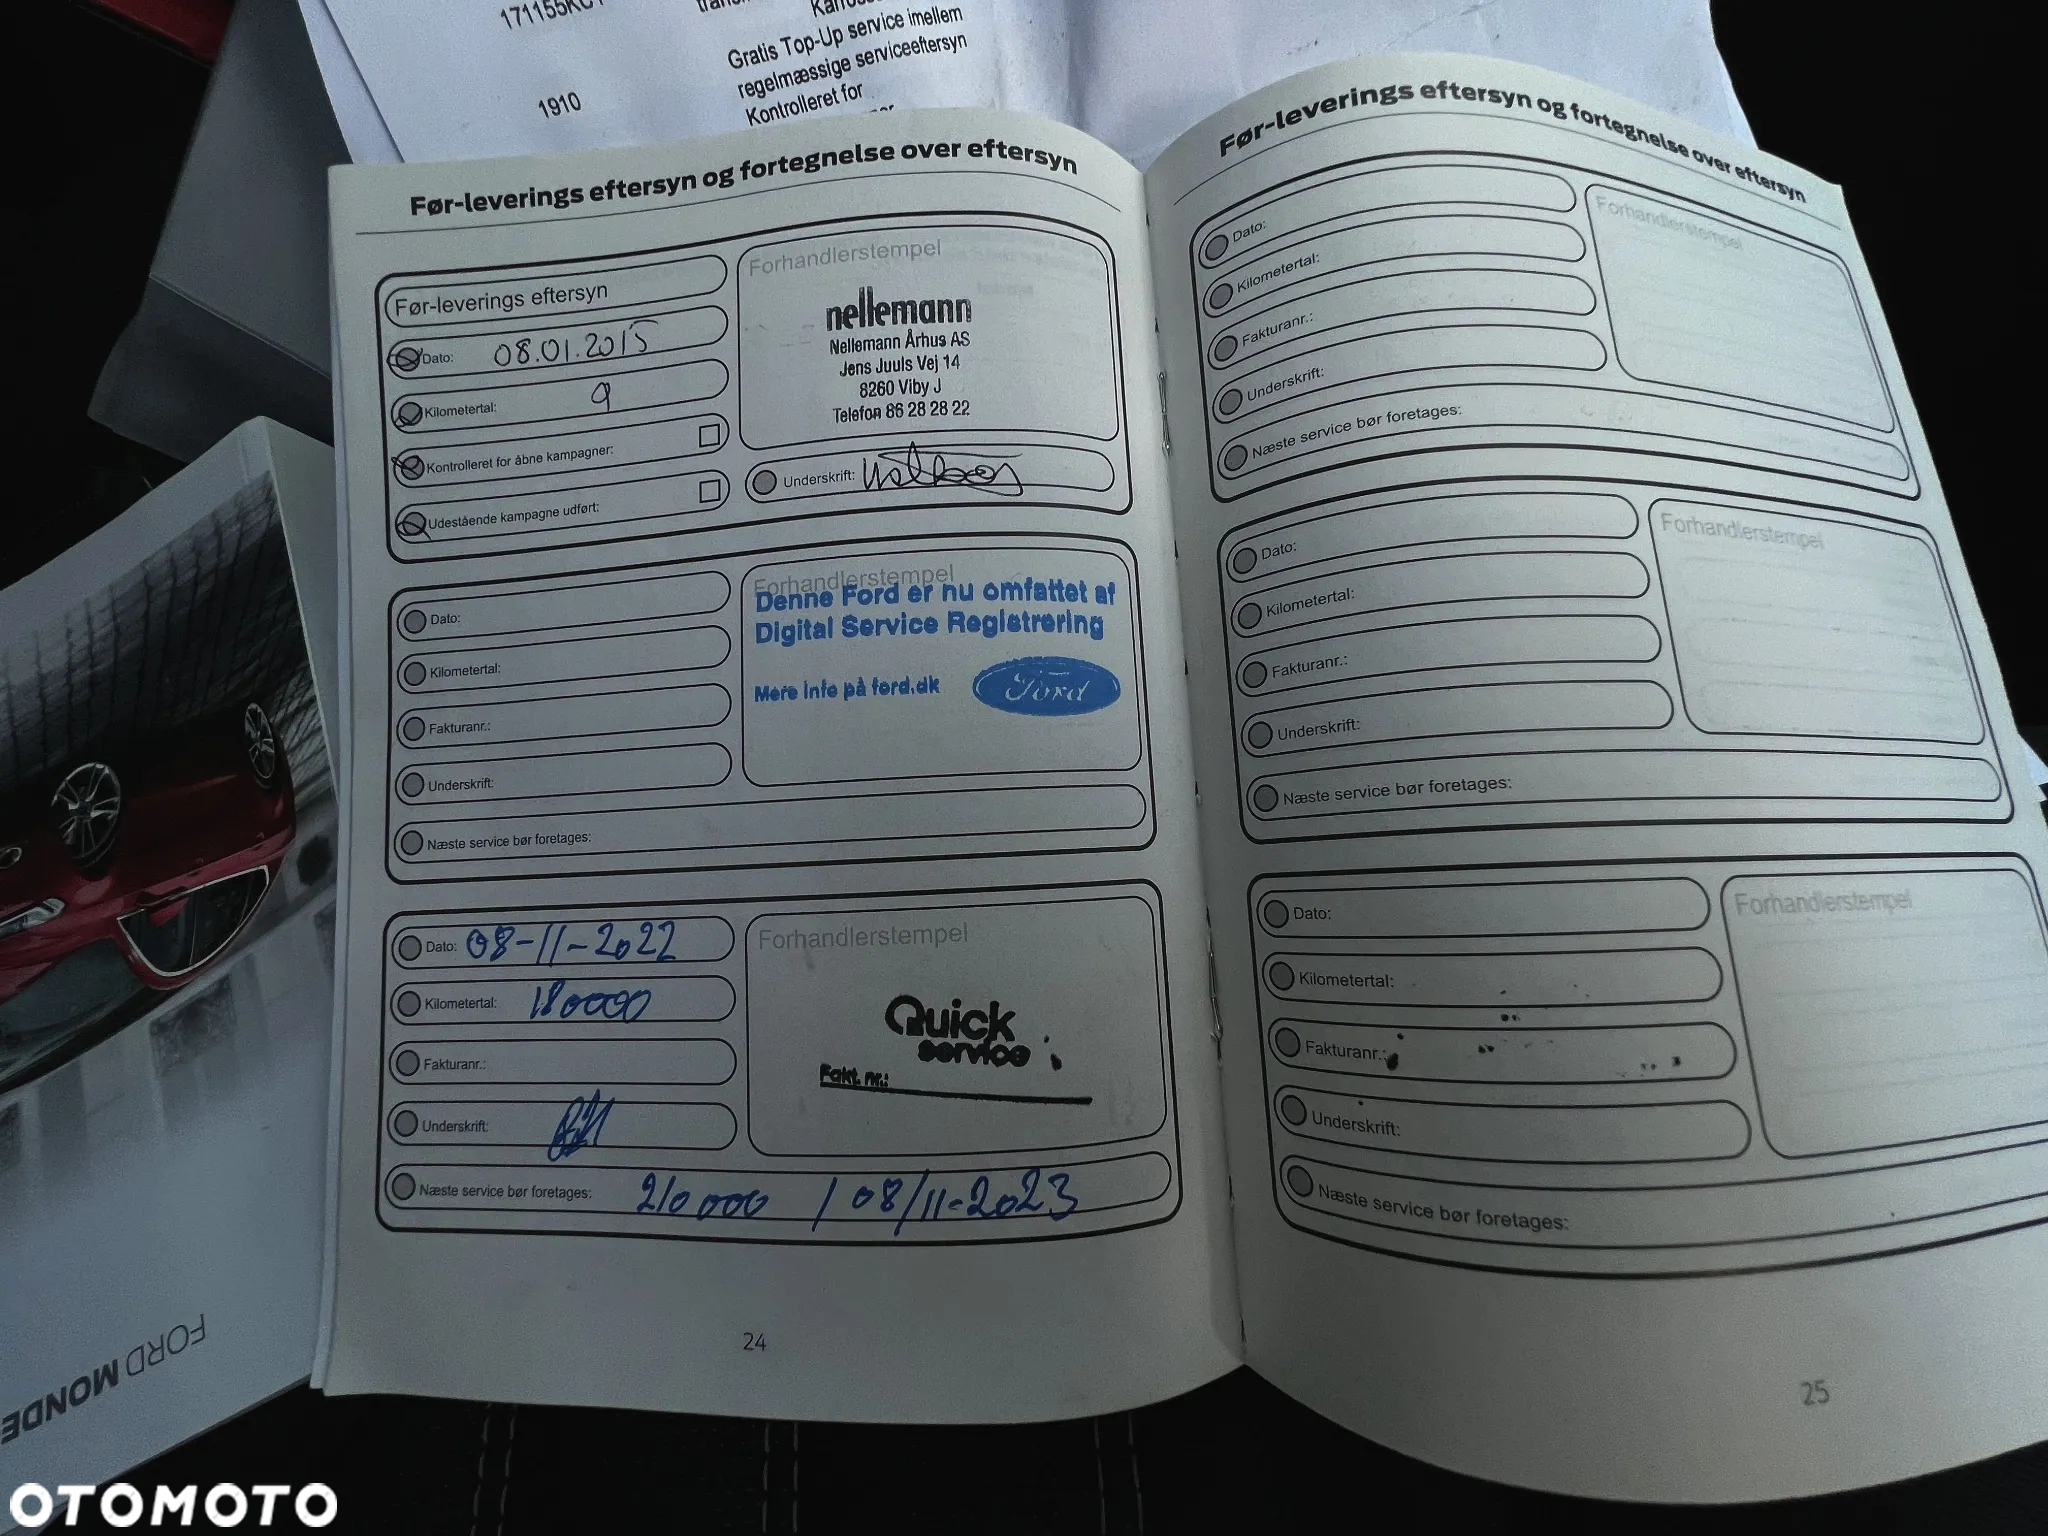 Gratis Top-Up service imellem
regelmæssige serviceeftersyn
1910
Kontrolleret for
Før-leverings eftersyn og fortegnelse over eftersyn
Før-leverings eftersyn
Dato: 08.01.2015
Kilometertal: 9
Kontrolleret for åbne kampagner:
Udestående kampagne udført:
Forhandlerstempel
nellemann
Nellemann Århus AS
Jens Juuls Vej 14
8260 Viby J
Telefon 86 28 28 22
Underskrift:
Dato:
Kilometertal:
Fakturanr.:
Underskrift:
Næste service bør foretages:
Forhandlerstempel
Denne Ford er nu omfattet af
Digital Service Registrering
Mere info på ford.dk
Ford
Dato: 08-11-2022
Kilometertal: 180000
Fakturanr.:
Underskrift:
Næste service bør foretages: 210000 / 08/11-2023
Forhandlerstempel
Quick
service
Fakt. nr.:
24
Før-leverings eftersyn og fortegnelse over eftersyn
Dato:
Kilometertal:
Fakturanr.:
Underskrift:
Næste service bør foretages:
Forhandlerstempel
Dato:
Kilometertal:
Fakturanr.:
Underskrift:
Næste service bør foretages:
Forhandlerstempel
Dato:
Kilometertal:
Fakturanr.:
Underskrift:
Næste service bør foretages:
Forhandlerstempel
25
FORD MONDE
OTOMOTO